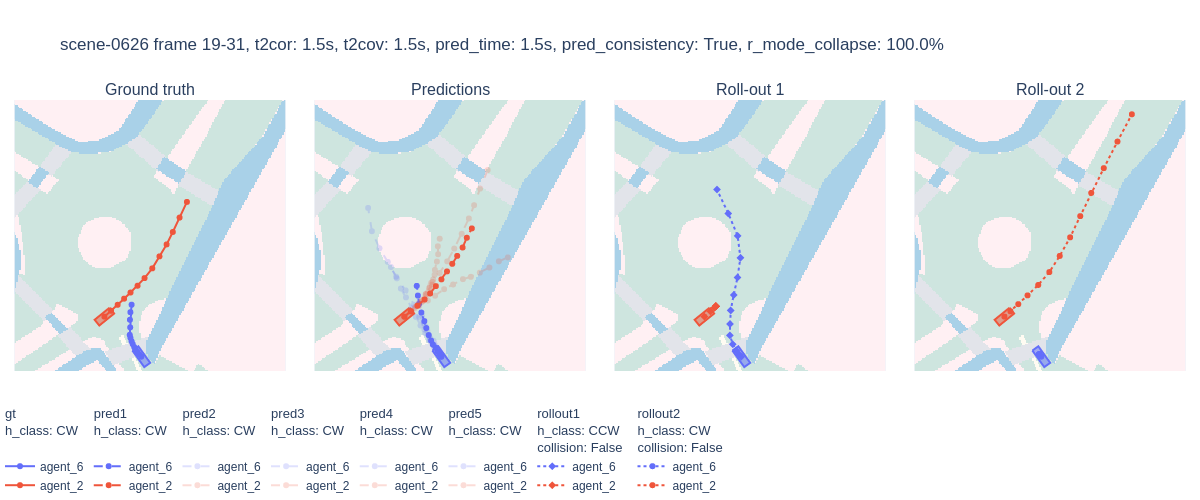 scene-0626 frame 19-31, t2cor: 1.5s, t2cov: 1.5s, pred_time: 1.5s, pred_consistency: True, r_mode_collapse: 100.0%
Ground truth Predictions Roll-out 1 Roll-out 2
gt pred1 pred2 pred3 pred4 pred5 rollout1 rollout2
h_class: CW h_class: CW h_class: CW h_class: CW h_class: CW h_class: CW h_class: CCW h_class: CW
collision: False collision: False
agent_6 agent_6 agent_6 agent_6 agent_6 agent_6 agent_6 agent_6
agent_2 agent_2 agent_2 agent_2 agent_2 agent_2 agent_2 agent_2